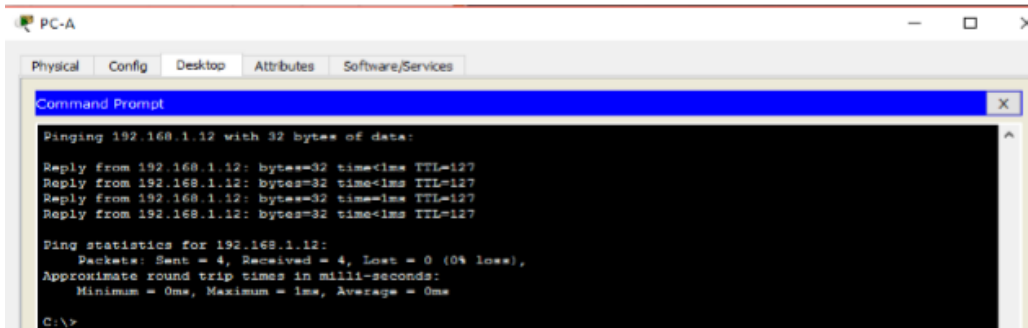 PC-A
Physical Config Desktop Attributes Software/Services
Command Prompt
X
Pinging 192.168.1.12 with 32 bytes of data:
Reply from 192.168.1.12: bytes=32 time<1ms TTL=127
Reply from 192.168.1.12: bytes=32 time<1ms TTL=127
Reply from 192.168.1.12: bytes=32 time=1ms TTL=127
Reply from 192.168.1.12: bytes=32 time<1ms TTL=127
Ping statistics for 192.168.1.12:
Packets: Sent = 4, Received = 4, Lost = 0 (0% loss),
Approximate round trip times in milli-seconds:
Minimum = 0ms, Maximum = 1ms, Average = 0ms
C:\>